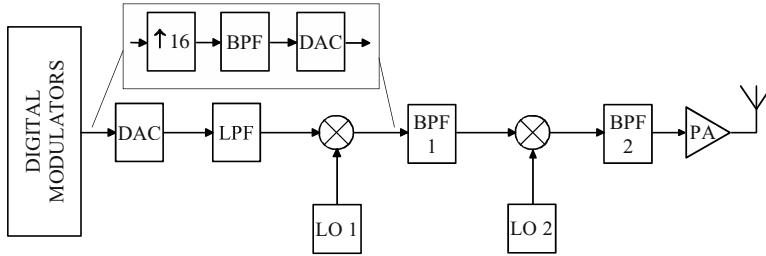 ↑ 16
BPF
DAC
DIGITAL
MODULATORS
DAC
LPF
BPF
1
BPF
2
PA
LO 1
LO 2